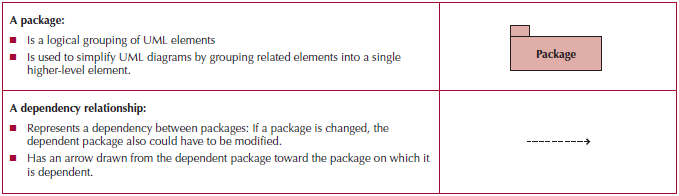 A package:
■ Is a logical grouping of UML elements
■ Is used to simplify UML diagrams by grouping related elements into a single
higher-level element.
Package
A dependency relationship:
■ Represents a dependency between packages: If a package is changed, the
dependent package also could have to be modified.
■ Has an arrow drawn from the dependent package toward the package on which it
is dependent.